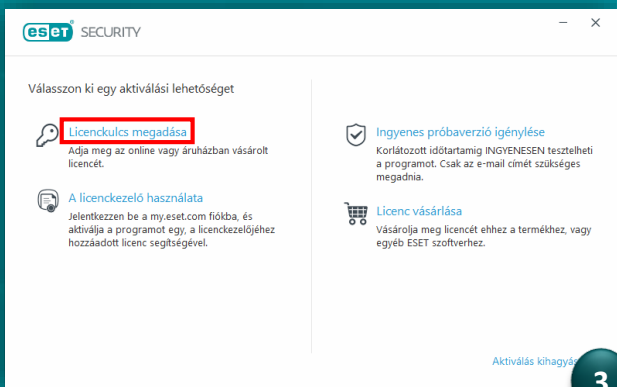 eset SECURITY
Válasszon ki egy aktiválási lehetőséget
Licenckulcs megadása
Adja meg az online vagy áruházban vásárolt
licencét.
A licenckezelő használata
Jelentkezzen be a my.eset.com fiókba, és
aktiválja a programot egy, a licenckezelőjéhez
hozzáadott licenc segítségével.
Ingyenes próbaverzió igénylése
Korlátozott időtartamig INGYENESEN tesztelheti
a programot. Csak az e-mail címét szükséges
megadnia.
Licenc vásárlása
Vásárolja meg licencét ehhez a termékhez, vagy
egyéb ESET szoftverhez.
Aktiválás kihagyás
3